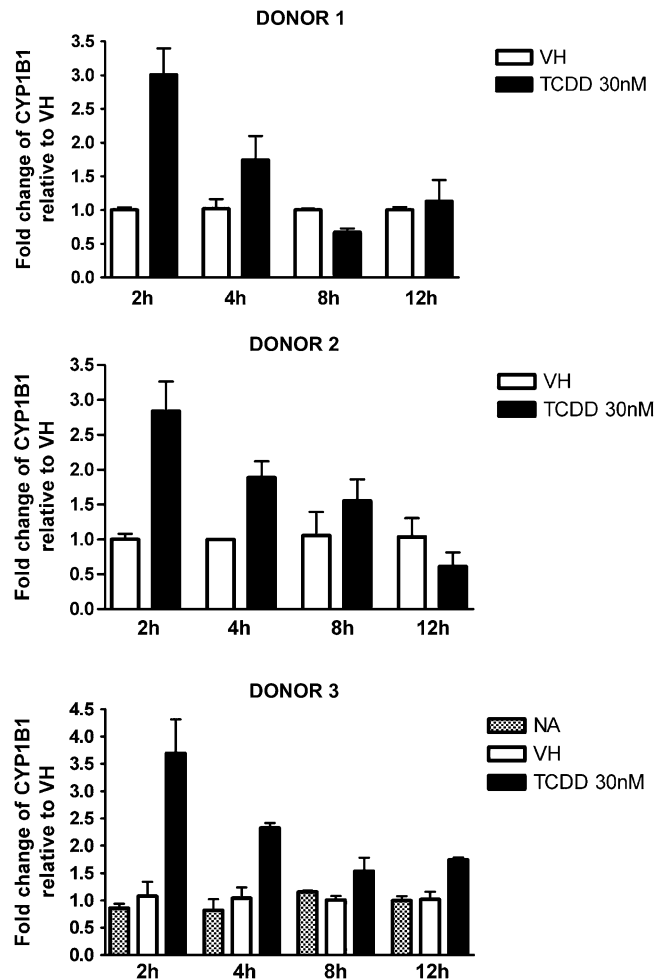 DONOR 1
Fold change of CYP1B1
relative to VH
3.5
3.0
2.5
2.0
1.5
1.0
0.5
0.0
2h 4h 8h 12h
VH
TCDD 30nM
DONOR 2
Fold change of CYP1B1
relative to VH
3.5
3.0
2.5
2.0
1.5
1.0
0.5
0.0
2h 4h 8h 12h
VH
TCDD 30nM
DONOR 3
Fold change of CYP1B1
relative to VH
4.5
4.0
3.5
3.0
2.5
2.0
1.5
1.0
0.5
0.0
2h 4h 8h 12h
NA
VH
TCDD 30nM